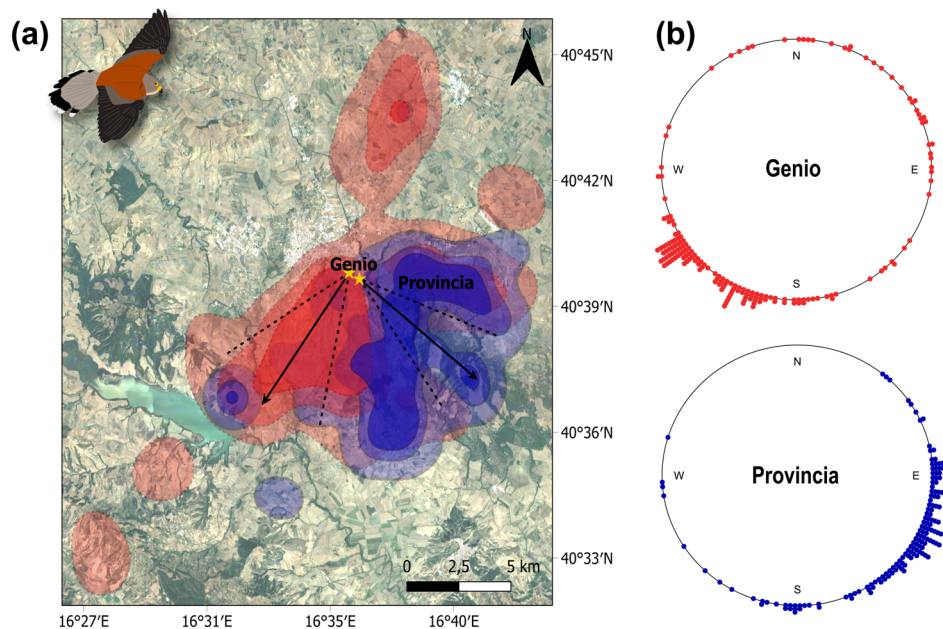 (a)
N
40°45′N
40°42′N
40°39′N
40°36′N
40°33′N
Genio
Provincia
0 2,5 5 km
16°27′E
16°31′E
16°35′E
16°40′E
(b)
N
W
Genio
E
S
N
W
Provincia
E
S